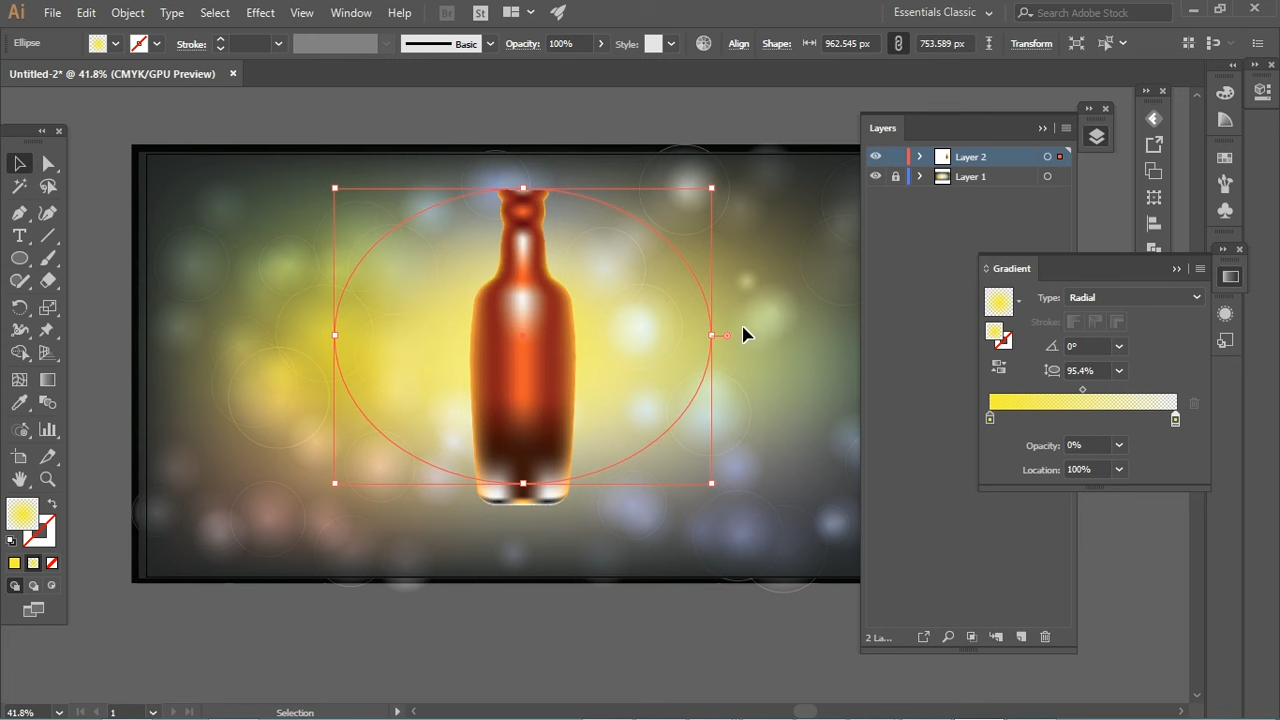 Ai File Edit Object Type Select Effect View Window Help Br St Essentials Classic Search Adobe Stock
Ellipse Stroke: Basic Opacity: 100% Style: Align Shape: 962.545 px 753.589 px Transform
Untitled-2* @ 41.8% (CMYK/GPU Preview)
Layers
Layer 2
Layer 1
Gradient
Type: Radial
Stroke:
0°
95.4%
Opacity: 0%
Location: 100%
2 La...
41.8% 1 Selection